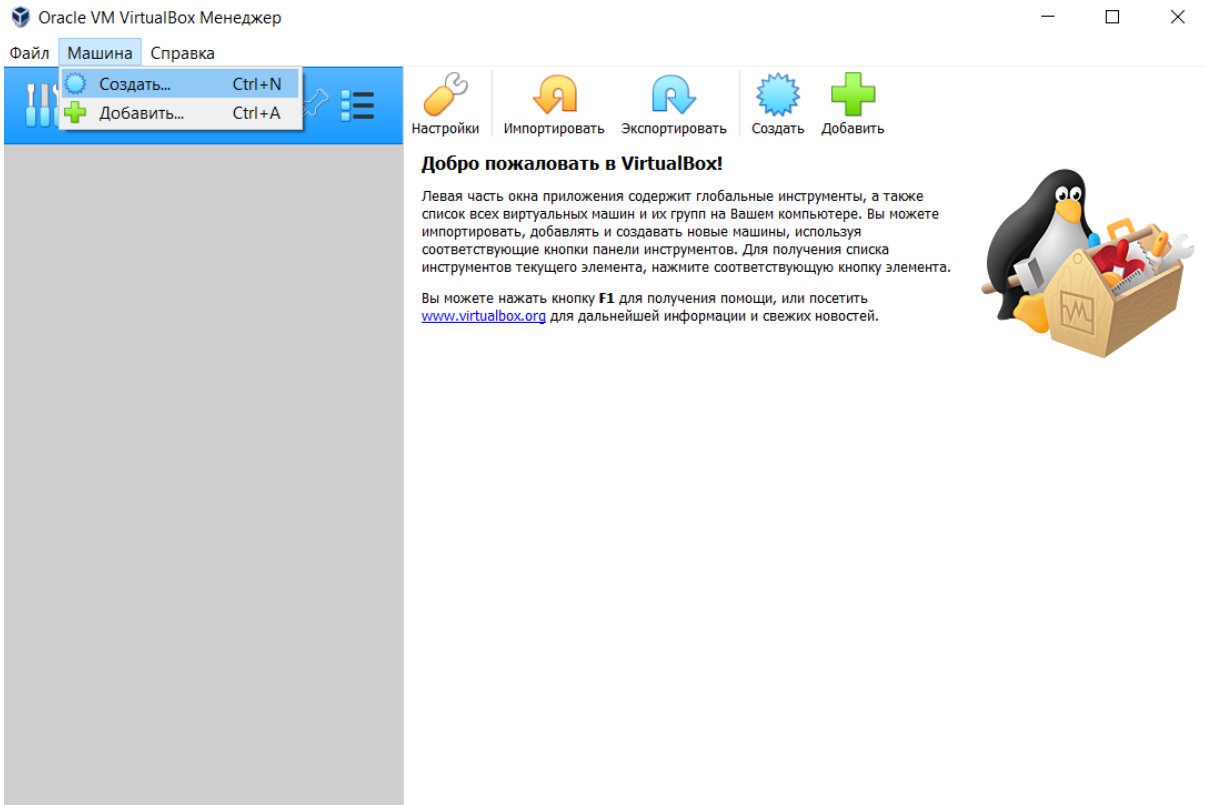 Oracle VM VirtualBox Менеджер
Файл Машина Справка
Создать... Ctrl+N
Добавить... Ctrl+A
Настройки Импортировать Экспортировать Создать Добавить
Добро пожаловать в VirtualBox!
Левая часть окна приложения содержит глобальные инструменты, а также
список всех виртуальных машин и их групп на Вашем компьютере. Вы можете
импортировать, добавлять и создавать новые машины, используя
соответствующие кнопки панели инструментов. Для получения списка
инструментов текущего элемента, нажмите соответствующую кнопку элемента.
Вы можете нажать кнопку F1 для получения помощи, или посетить
www.virtualbox.org для дальнейшей информации и свежих новостей.